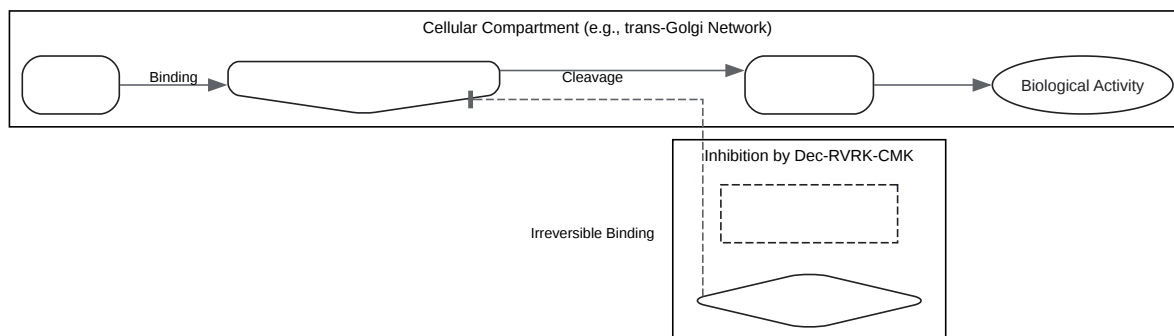 Cellular Compartment (e.g., trans-Golgi Network)
Binding
Cleavage
Biological Activity
Inhibition by Dec-RVRK-CMK
Irreversible Binding